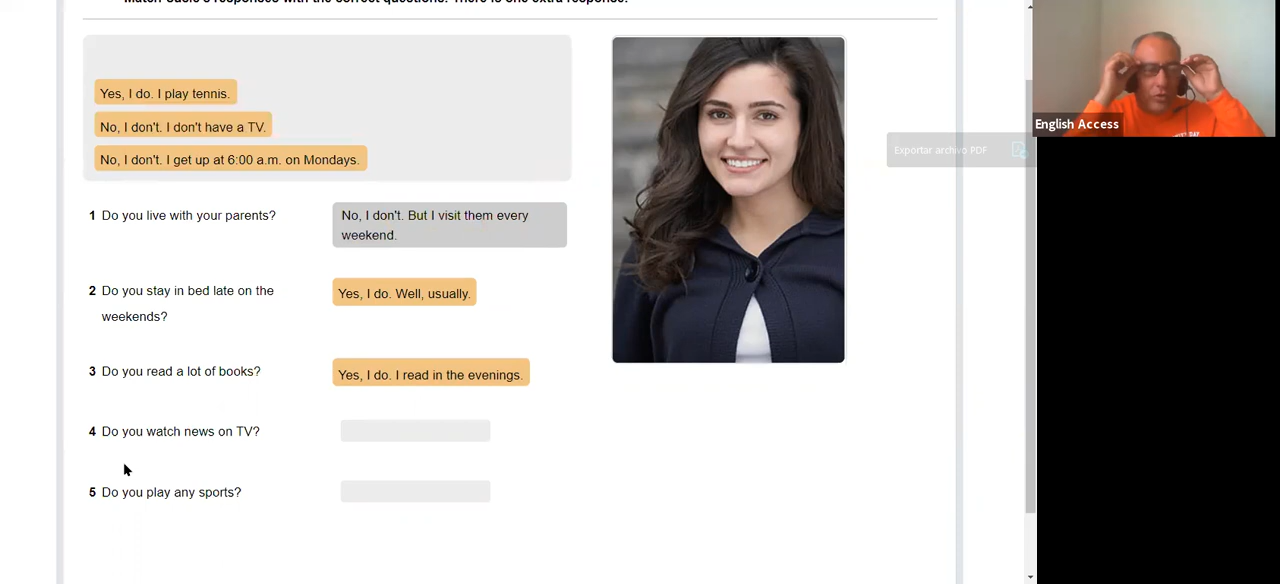 Yes, I do. I play tennis.
No, I don't. I don't have a TV.
No, I don't. I get up at 6:00 a.m. on Mondays.
1 Do you live with your parents?
No, I don't. But I visit them every
weekend.
2 Do you stay in bed late on the
weekends?
Yes, I do. Well, usually.
3 Do you read a lot of books?
Yes, I do. I read in the evenings.
4 Do you watch news on TV?
5 Do you play any sports?
Exportar archivo PDF
English Access